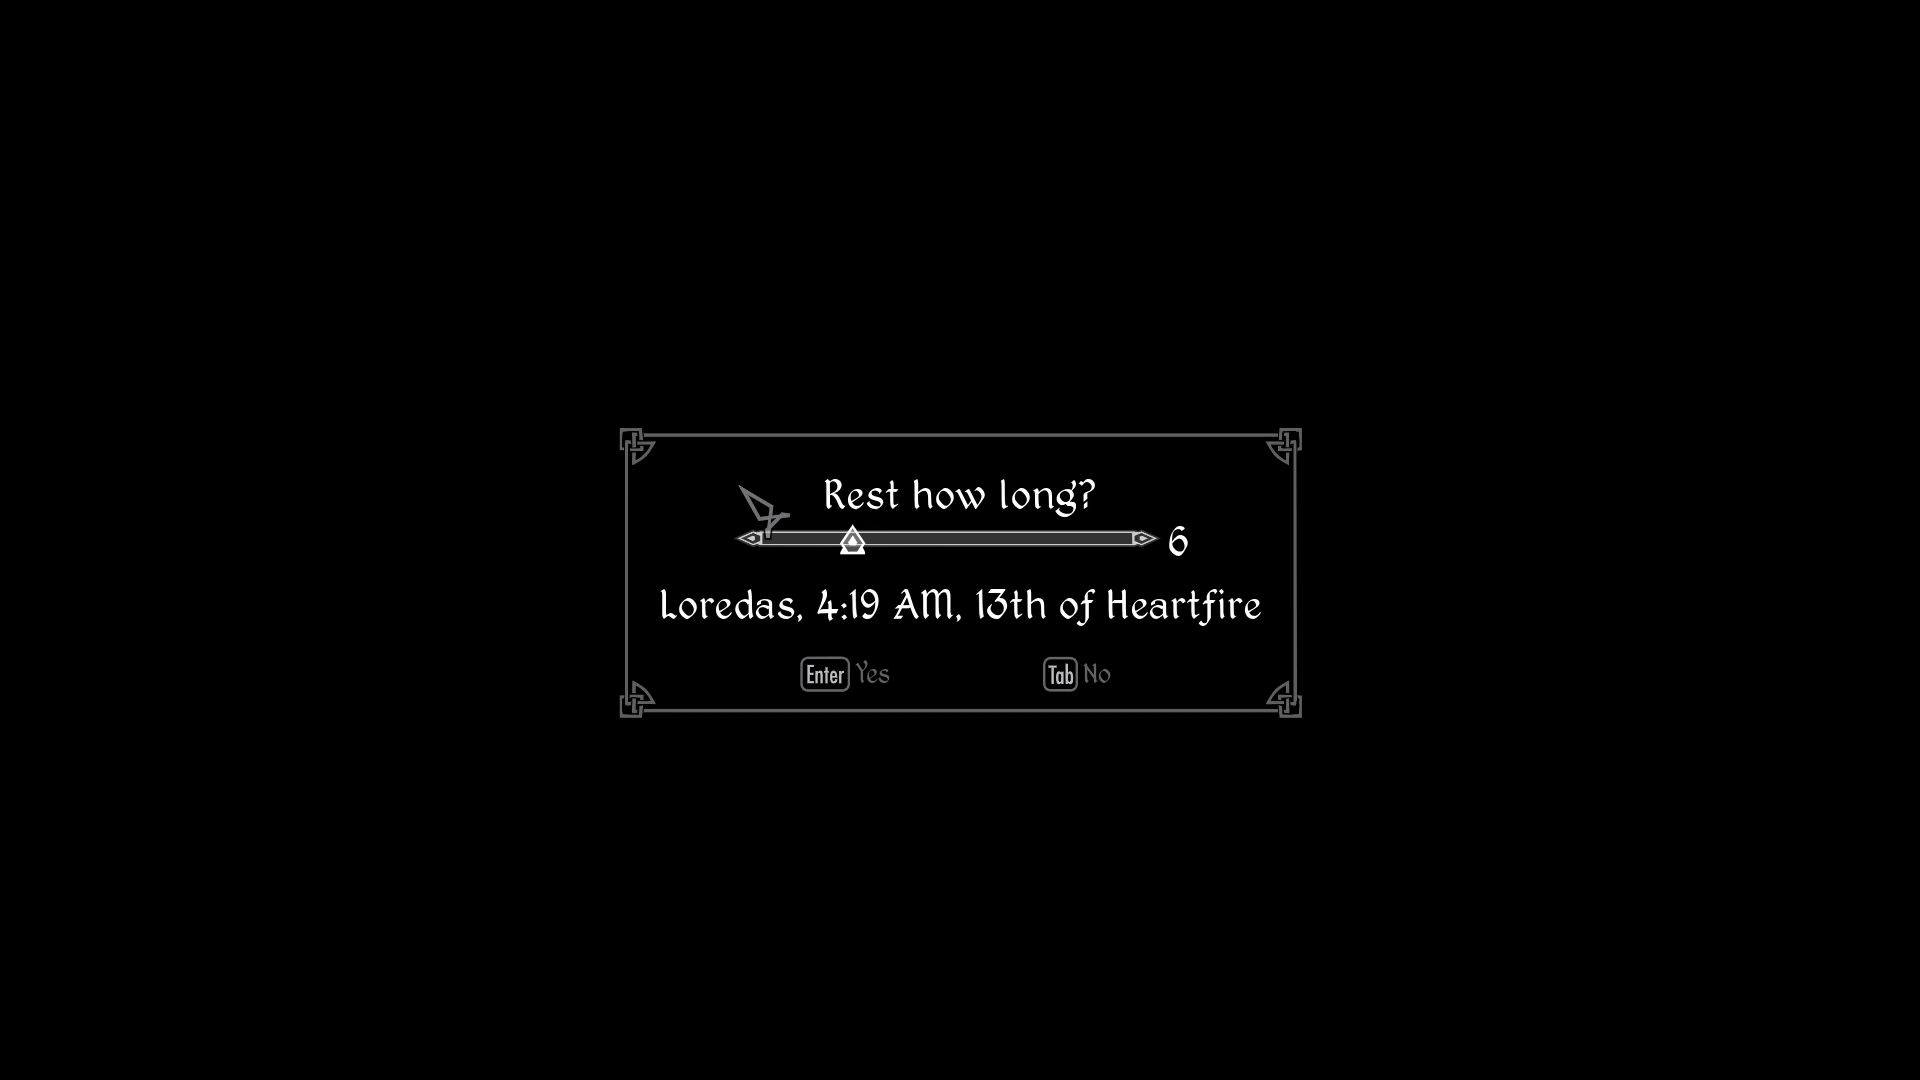 Rest how long?
6
Loredas, 4:19 AM, 13th of Heartfire
Enter Yes Tab No